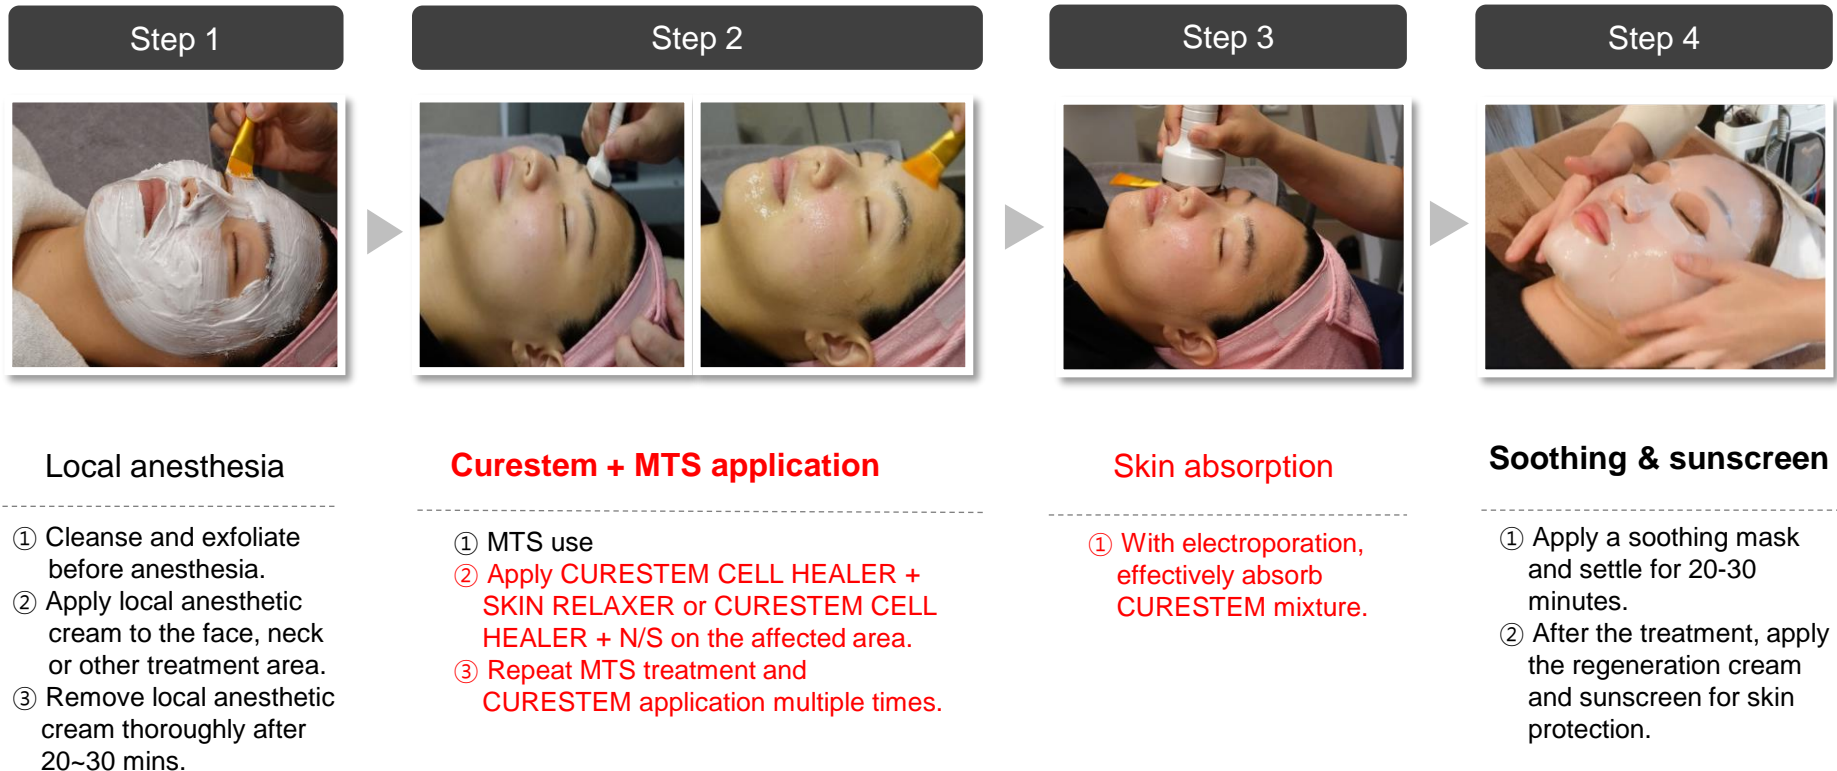 Step 1
Step 2
Step 3
Step 4
Local anesthesia
① Cleanse and exfoliate
before anesthesia.
② Apply local anesthetic
cream to the face, neck
or other treatment area.
③ Remove local anesthetic
cream thoroughly after
20~30 mins.
Curestem + MTS application
① MTS use
② Apply CURESTEM CELL HEALER +
SKIN RELAXER or CURESTEM CELL
HEALER + N/S on the affected area.
③ Repeat MTS treatment and
CURESTEM application multiple times.
Skin absorption
① With electroporation,
effectively absorb
CURESTEM mixture.
Soothing & sunscreen
① Apply a soothing mask
and settle for 20-30
minutes.
② After the treatment, apply
the regeneration cream
and sunscreen for skin
protection.